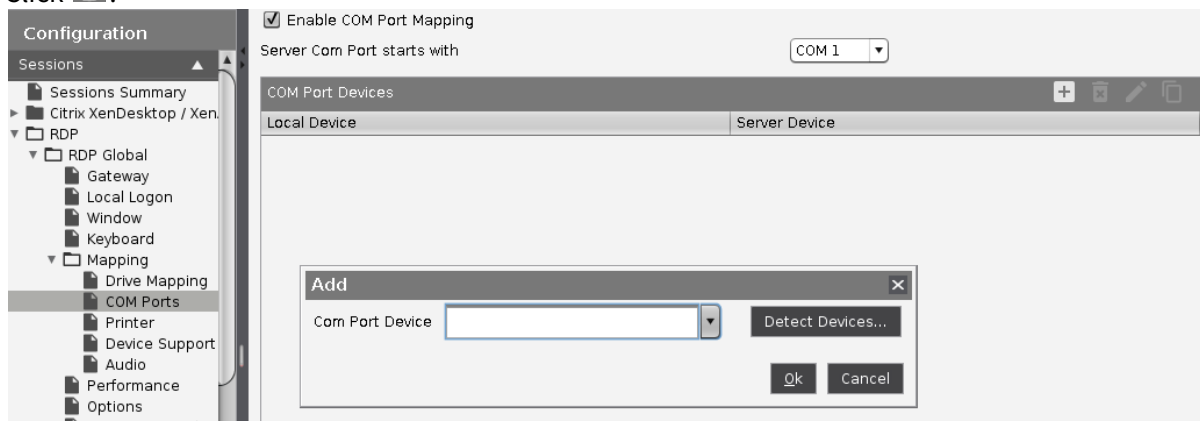 Configuration
Sessions
Sessions Summary
Citrix XenDesktop / Xen
RDP
RDP Global
Gateway
Local Logon
Window
Keyboard
Mapping
Drive Mapping
COM Ports
Printer
Device Support
Audio
Performance
Options
Enable COM Port Mapping
Server Com Port starts with
COM 1
COM Port Devices
Local Device Server Device
Add
Com Port Device
Detect Devices...
Ok Cancel